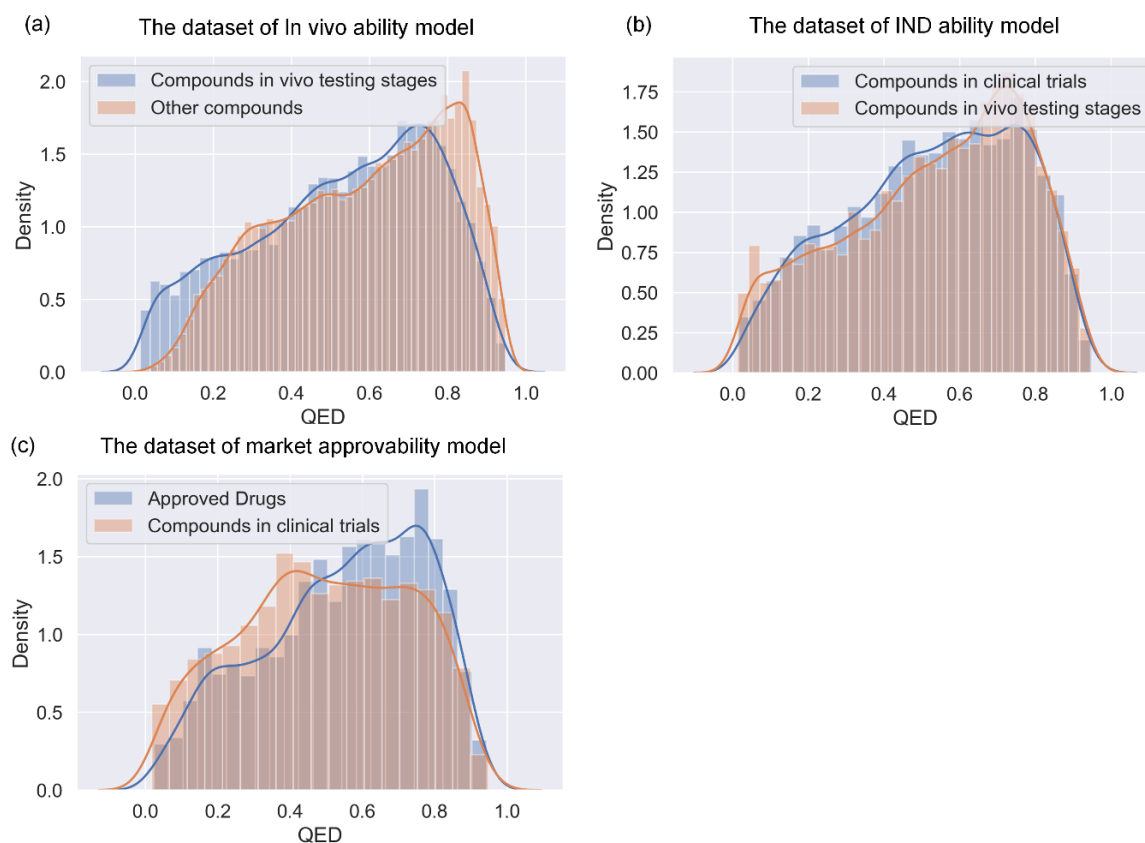 (a)
The dataset of In vivo ability model
Compounds in vivo testing stages
Other compounds
2.0
1.5
1.0
0.5
0.0
Density
0.0 0.2 0.4 0.6 0.8 1.0
QED
(b)
The dataset of IND ability model
Compounds in clinical trials
Compounds in vivo testing stages
1.75
1.50
1.25
1.00
0.75
0.50
0.25
0.00
Density
0.0 0.2 0.4 0.6 0.8 1.0
QED
(c)
The dataset of market approvability model
Approved Drugs
Compounds in clinical trials
2.0
1.5
1.0
0.5
0.0
Density
0.0 0.2 0.4 0.6 0.8 1.0
QED